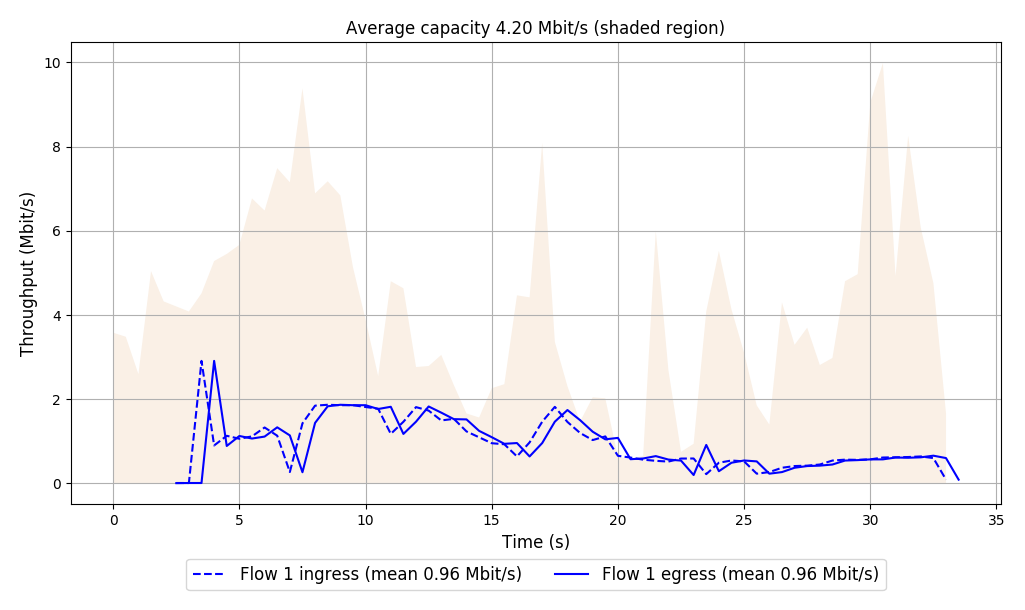 Average capacity 4.20 Mbit/s (shaded region)
Throughput (Mbit/s)
10
8
6
4
2
0
0 5 10 15 20 25 30 35
Time (s)
Flow 1 ingress (mean 0.96 Mbit/s) Flow 1 egress (mean 0.96 Mbit/s)